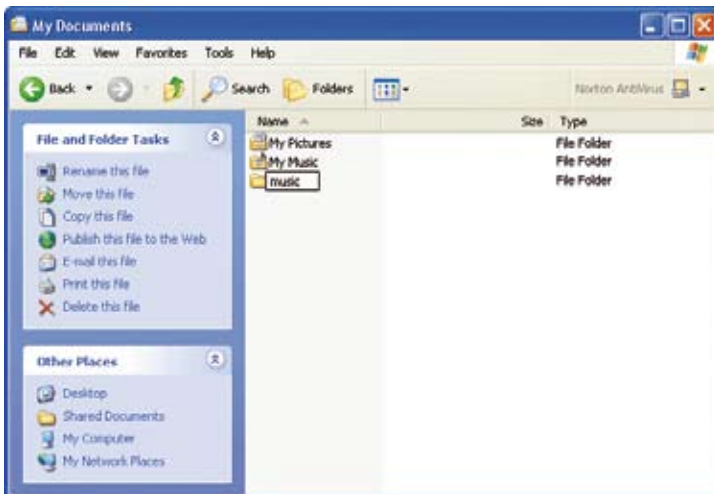 My Documents
File Edit View Favorites Tools Help
Back Search Folders Norton AntiVirus
Name Size Type
File and Folder Tasks
My Pictures File Folder
My Music File Folder
music File Folder
Rename this file
Move this file
Copy this file
Publish this file to the Web
E-mail this file
Print this file
Delete this file
Other Places
Desktop
Shared Documents
My Computer
My Network Places